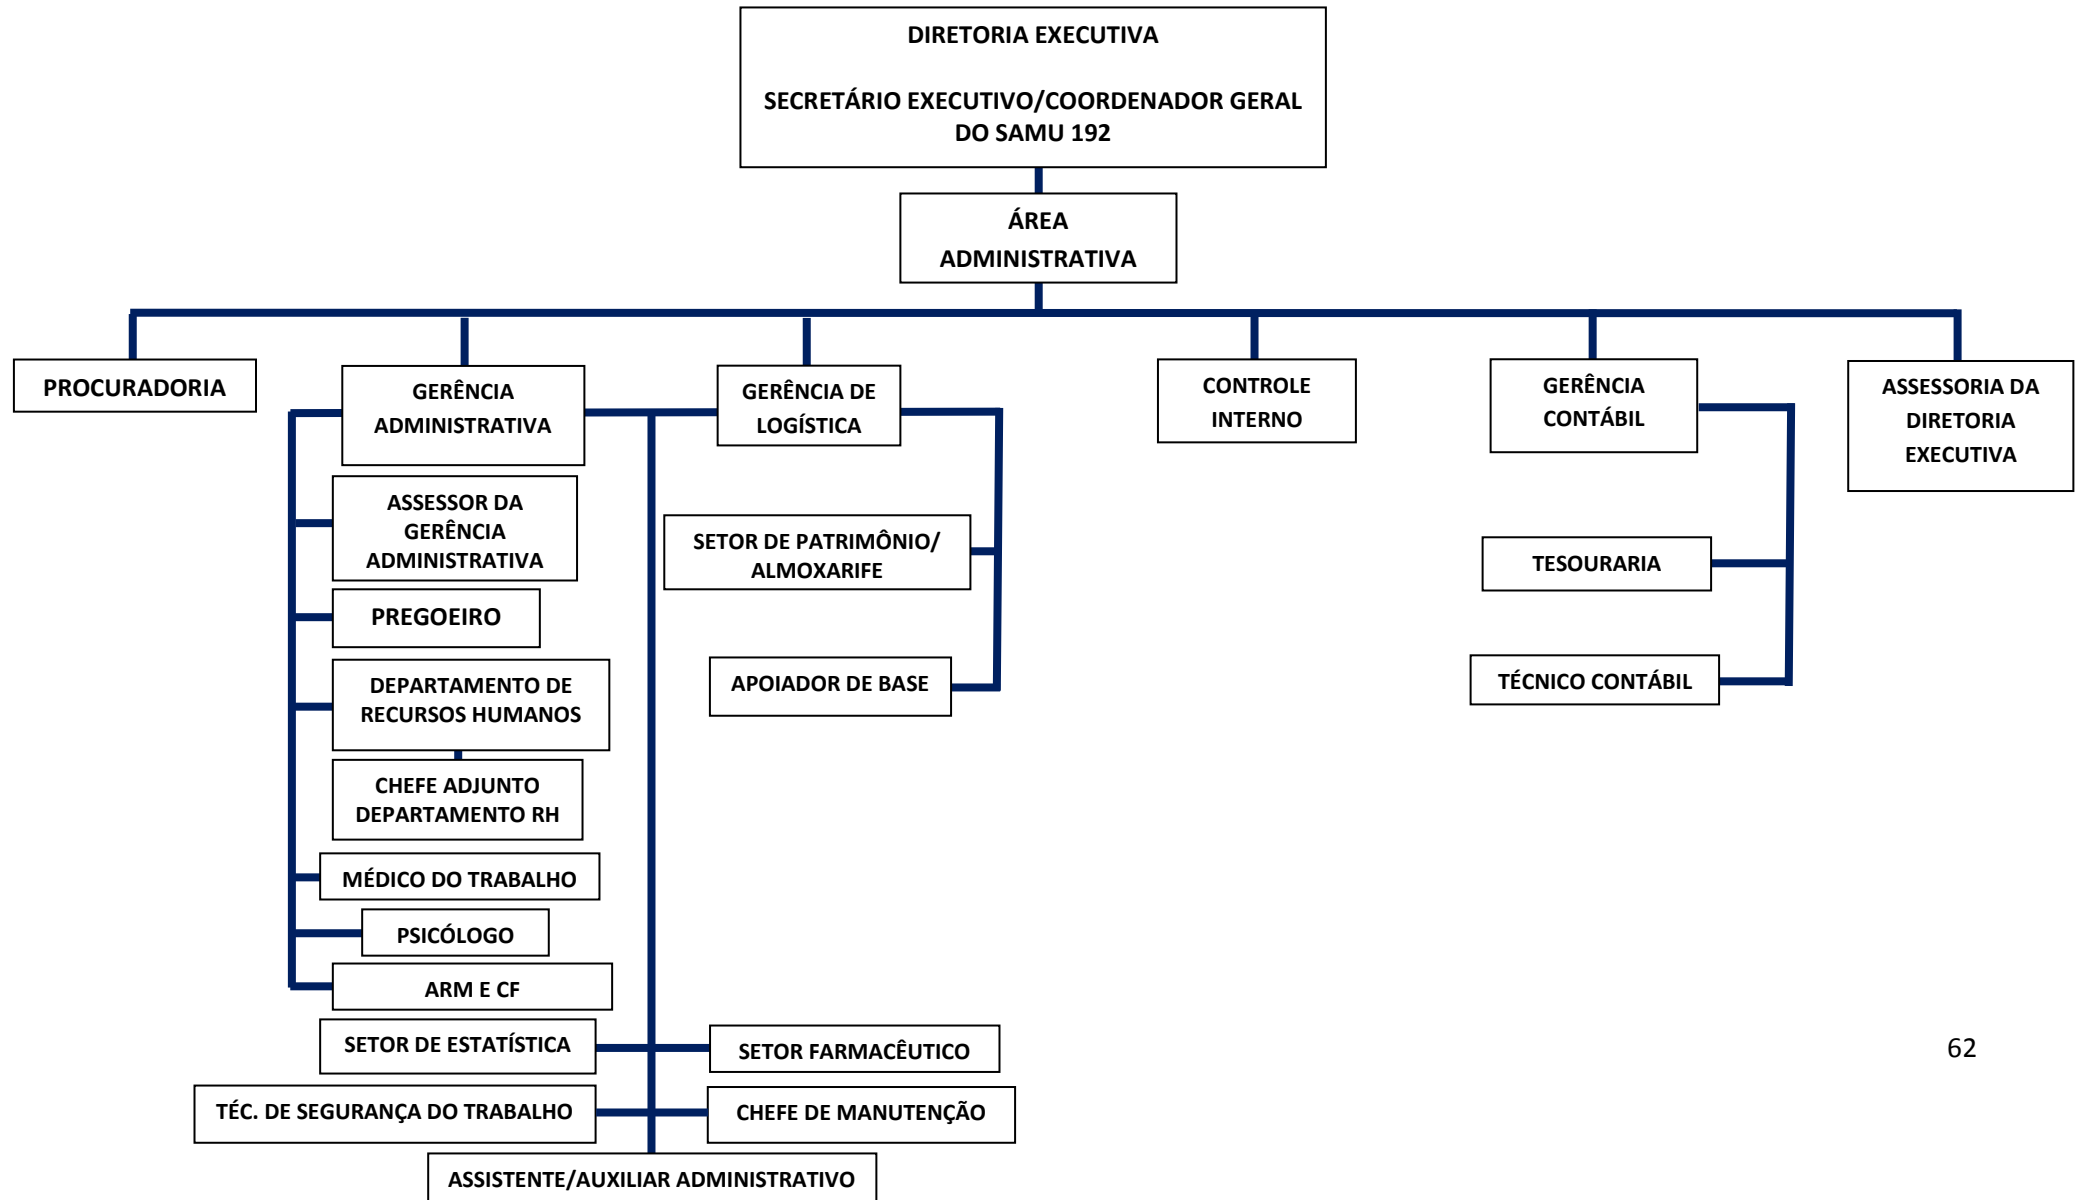 DIRETORIA EXECUTIVA
SECRETÁRIO EXECUTIVO/COORDENADOR GERAL
DO SAMU 192
ÁREA
ADMINISTRATIVA
PROCURADORIA
GERÊNCIA
ADMINISTRATIVA
GERÊNCIA DE
LOGÍSTICA
CONTROLE
INTERNO
GERÊNCIA
CONTÁBIL
ASSESSORIA DA
DIRETORIA
EXECUTIVA
ASSESSOR DA
GERÊNCIA
ADMINISTRATIVA
SETOR DE PATRIMÔNIO/
ALMOXARIFE
TESOURARIA
PREGOEIRO
DEPARTAMENTO DE
RECURSOS HUMANOS
APOIADOR DE BASE
TÉCNICO CONTÁBIL
CHEFE ADJUNTO
DEPARTAMENTO RH
MÉDICO DO TRABALHO
PSICÓLOGO
ARM E CF
SETOR DE ESTATÍSTICA
SETOR FARMACÊUTICO
62
TÉC. DE SEGURANÇA DO TRABALHO
CHEFE DE MANUTENÇÃO
ASSISTENTE/AUXILIAR ADMINISTRATIVO